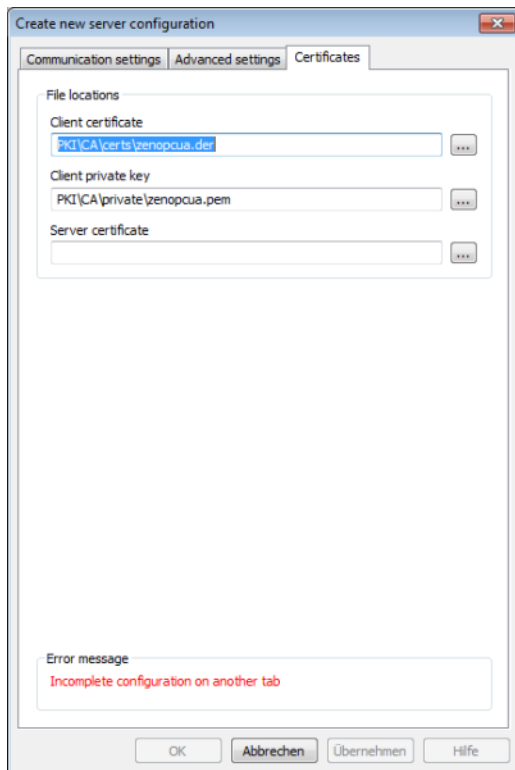 Create new server configuration
Communication settings Advanced settings Certificates
File locations
Client certificate
PKI\CA\certs\zenopcua.der
...
Client private key
PKI\CA\private\zenopcua.pem
...
Server certificate
...
Error message
Incomplete configuration on another tab
OK Abbrechen Übernehmen Hilfe